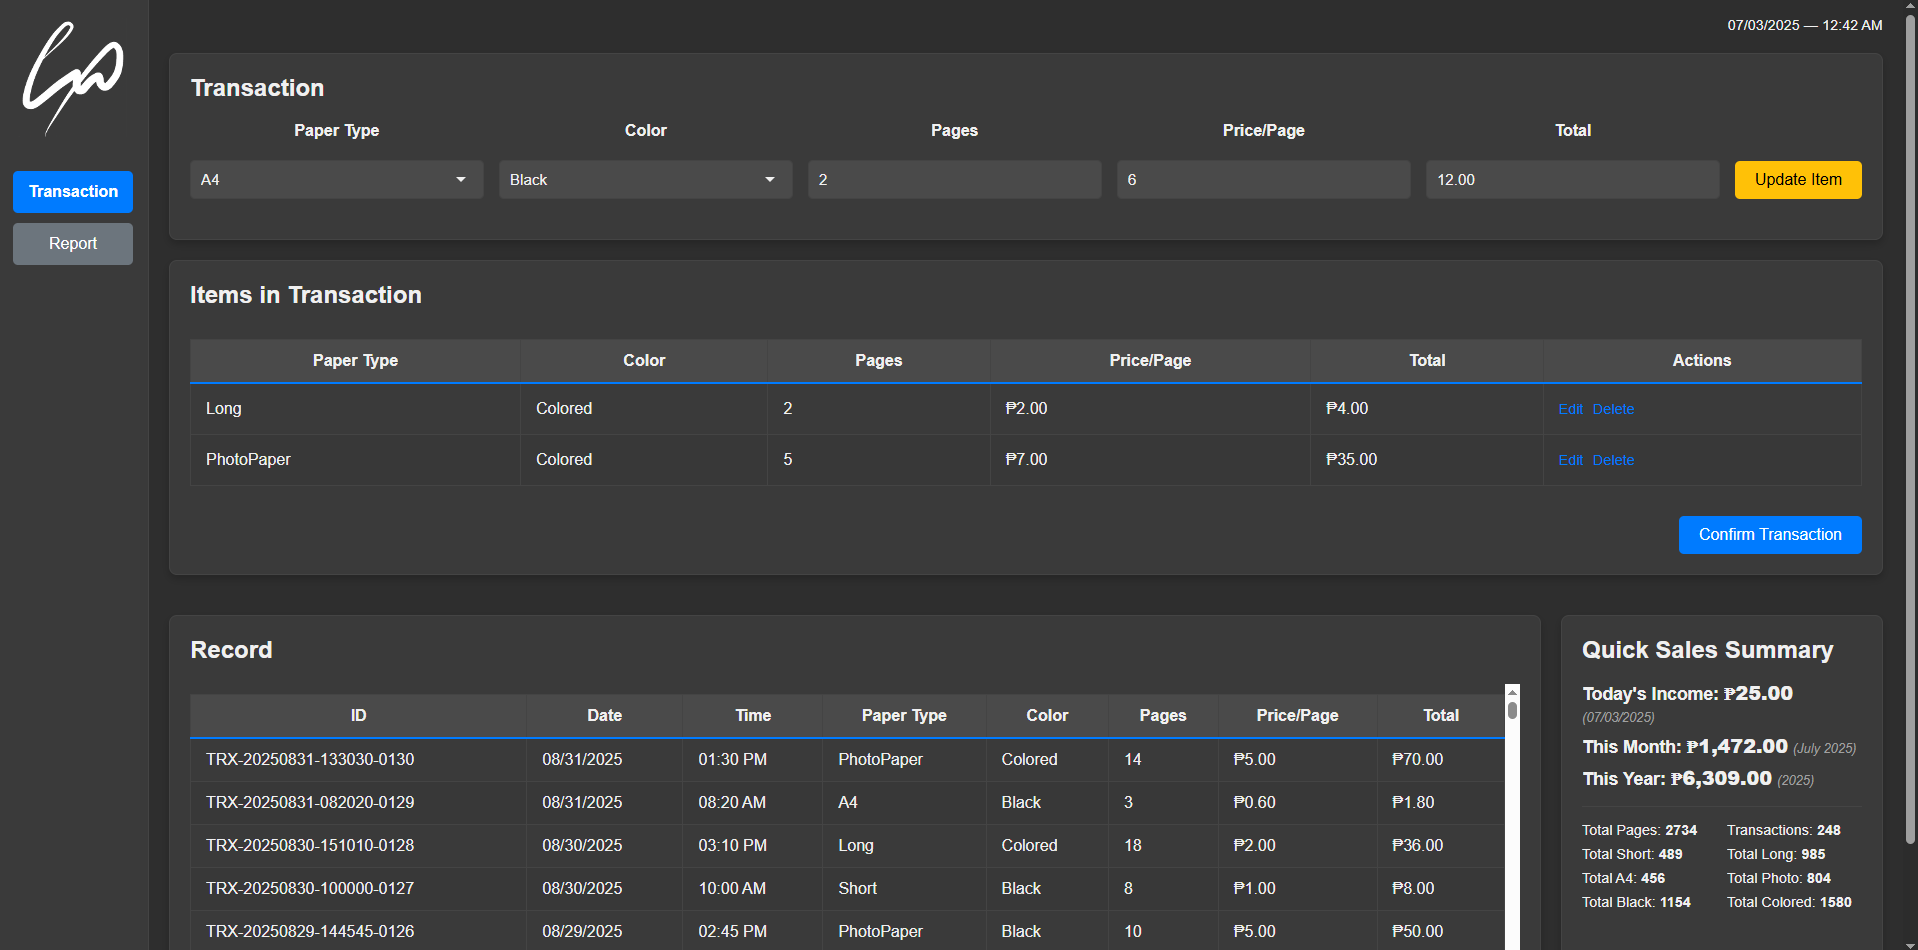 07/03/2025 — 12:42 AM
Transaction
Report
Transaction
Paper Type Color Pages Price/Page Total
A4 Black 2 6 12.00 Update Item
Items in Transaction
Paper Type Color Pages Price/Page Total Actions
Long Colored 2 ₱2.00 ₱4.00 Edit Delete
PhotoPaper Colored 5 ₱7.00 ₱35.00 Edit Delete
Confirm Transaction
Record
ID Date Time Paper Type Color Pages Price/Page Total
TRX-20250831-133030-0130 08/31/2025 01:30 PM PhotoPaper Colored 14 ₱5.00 ₱70.00
TRX-20250831-082020-0129 08/31/2025 08:20 AM A4 Black 3 ₱0.60 ₱1.80
TRX-20250830-151010-0128 08/30/2025 03:10 PM Long Colored 18 ₱2.00 ₱36.00
TRX-20250830-100000-0127 08/30/2025 10:00 AM Short Black 8 ₱1.00 ₱8.00
TRX-20250829-144545-0126 08/29/2025 02:45 PM PhotoPaper Black 10 ₱5.00 ₱50.00
Quick Sales Summary
Today's Income: ₱25.00
(07/03/2025)
This Month: ₱1,472.00 (July 2025)
This Year: ₱6,309.00 (2025)
Total Pages: 2734 Transactions: 248
Total Short: 489 Total Long: 985
Total A4: 456 Total Photo: 804
Total Black: 1154 Total Colored: 1580